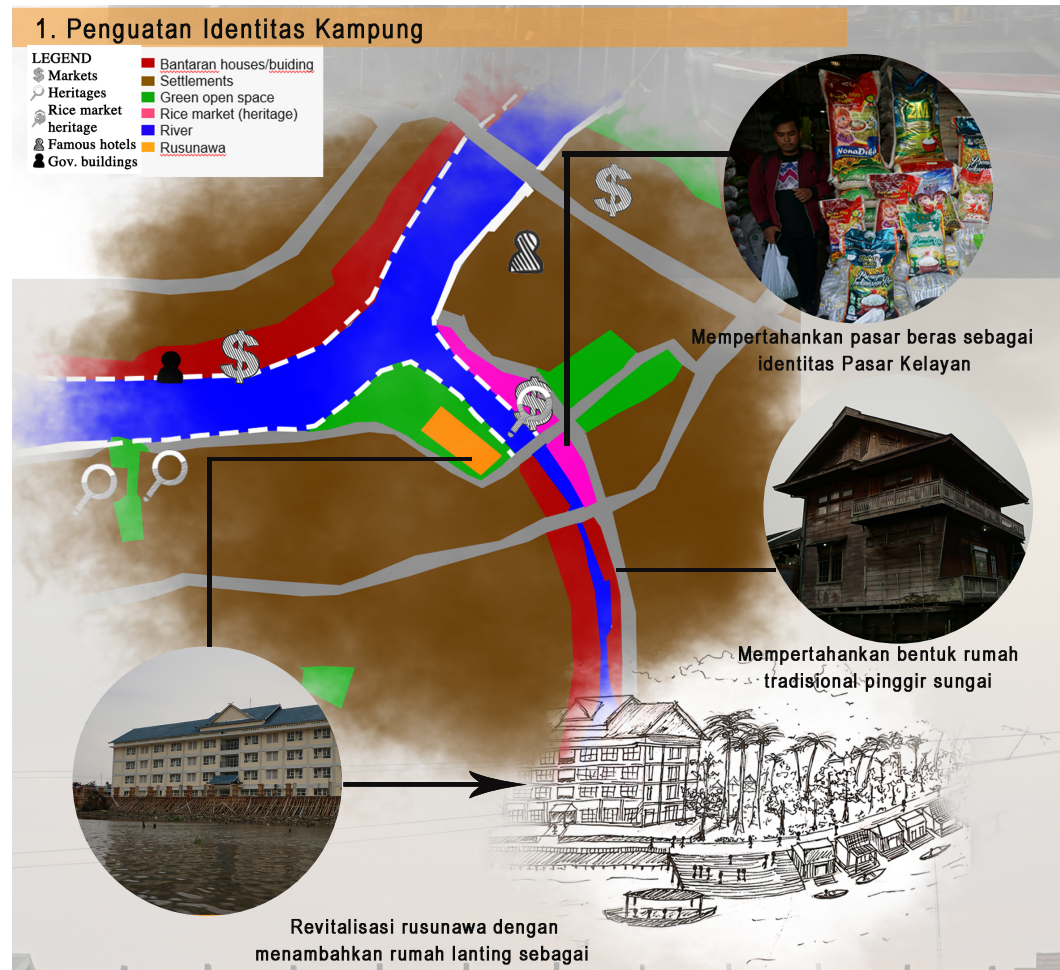 1. Penguatan Identitas Kampung
LEGEND
Markets
Heritages
Rice market
heritage
Famous hotels
Gov. buildings
Bantaran houses/buiding
Settlements
Green open space
Rice market (heritage)
River
Rusunawa
NonaDiko
2M
Mempertahankan pasar beras sebagai
identitas Pasar Kelayan
Mempertahankan bentuk rumah
tradisional pinggir sungai
Revitalisasi rusunawa dengan
menambahkan rumah lanting sebagai